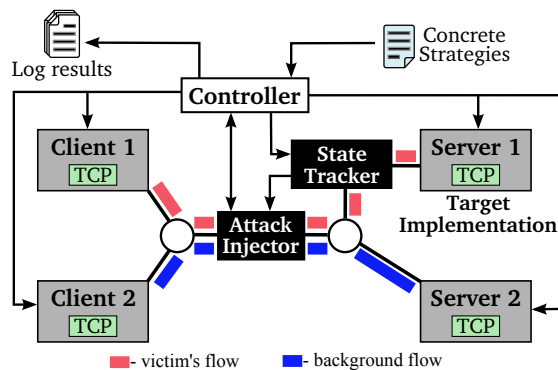 Log results
Concrete
Strategies
Controller
Client 1
TCP
State
Tracker
Server 1
TCP
Target
Implementation
Attack
Injector
Client 2
TCP
Server 2
TCP
- victim's flow
- background flow